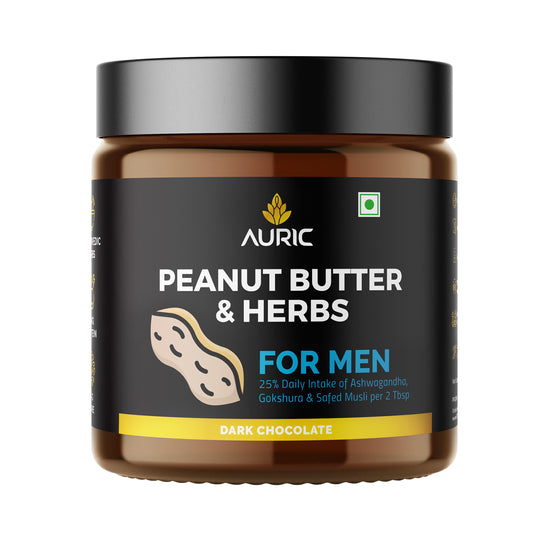 AURIC
PEANUT BUTTER
& HERBS
FOR MEN
25% Daily Intake of Ashwagandha,
Gokshura & Safed Musli per 2 Tbsp
DARK CHOCOLATE